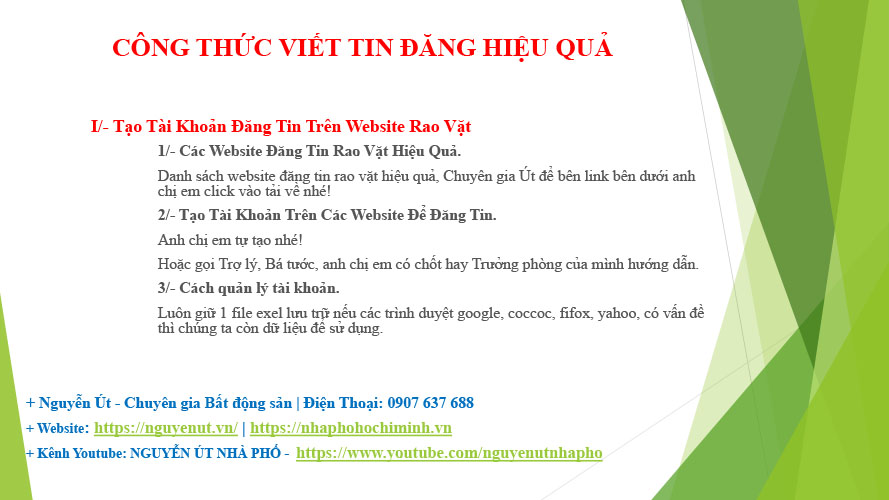 CÔNG THỨC VIẾT TIN ĐĂNG HIỆU QUẢ
I/- Tạo Tài Khoản Đăng Tin Trên Website Rao Vặt
1/- Các Website Đăng Tin Rao Vặt Hiệu Quả.
Danh sách website đăng tin rao vặt hiệu quả, Chuyên gia Út để bên link bên dưới anh
chị em click vào tải về nhé!
2/- Tạo Tài Khoản Trên Các Website Để Đăng Tin.
Anh chị em tự tạo nhé!
Hoặc gọi Trợ lý, Bá tước, anh chị em có chốt hay Trưởng phòng của mình hướng dẫn.
3/- Cách quản lý tài khoản.
Luôn giữ 1 file exel lưu trữ nếu các trình duyệt google, coccoc, fifox, yahoo, có vấn đề
thì chúng ta còn dữ liệu để sử dụng.
+ Nguyễn Út - Chuyên gia Bất động sản | Điện Thoại: 0907 637 688
+ Website: https://nguyenut.vn/ | https://nhaphohochiminh.vn
+ Kênh Youtube: NGUYỄN ÚT NHÀ PHỐ - https://www.youtube.com/nguyenutnhapho